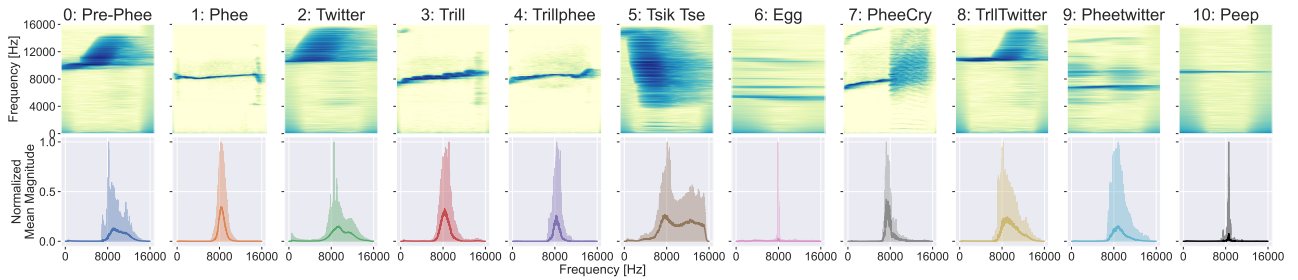 0: Pre-Phee 1: Phee 2: Twitter 3: Trill 4: Trillphee 5: Tsik Tse 6: Egg 7: PheeCry 8: TrllTwitter 9: Pheetwitter 10: Peep
Frequency [Hz]
16000
12000
8000
4000
0
Normalized
Mean Magnitude
1.0
0.5
0.0
0 8000 16000 0 8000 16000 0 8000 16000 0 8000 16000 0 8000 16000 0 8000 16000 0 8000 16000 0 8000 16000 0 8000 16000 0 8000 16000 0 8000 16000
Frequency [Hz]